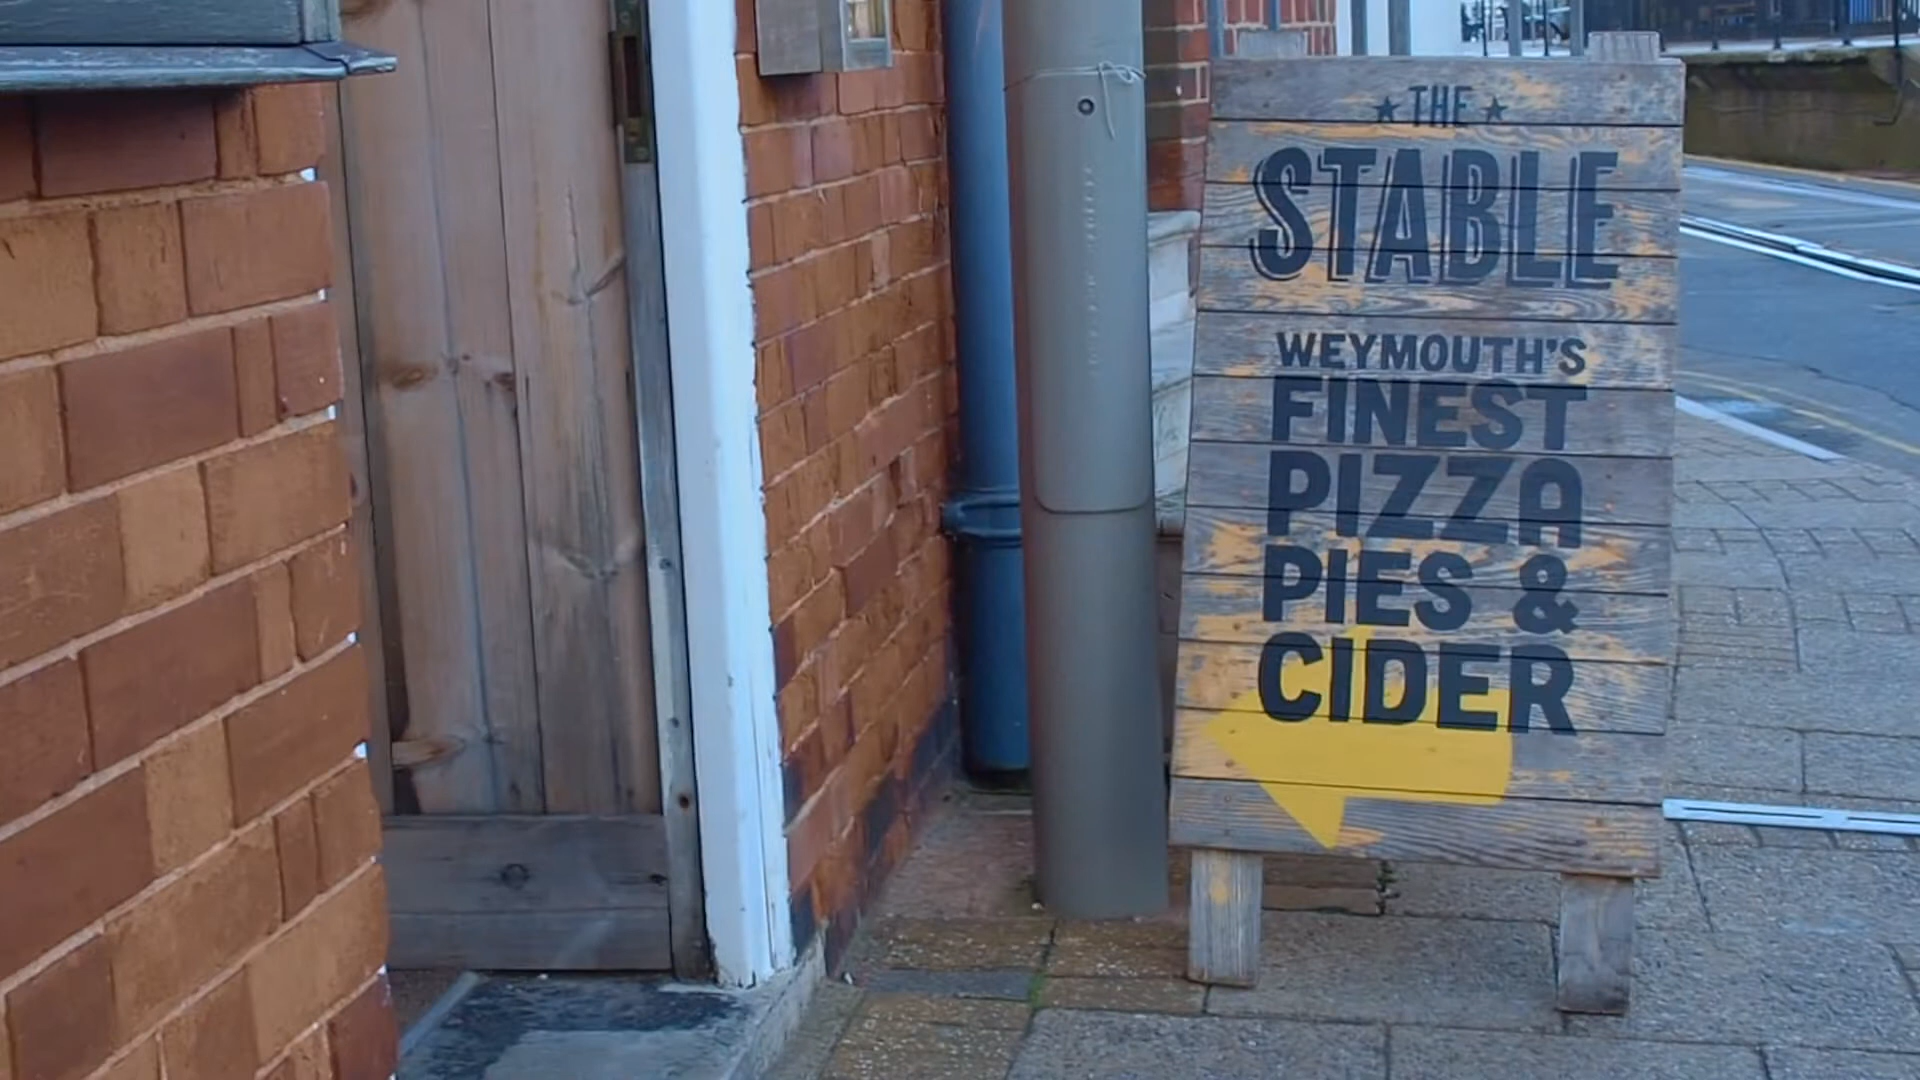 THE
STABLE
WEYMOUTH'S
FINEST
PIZZA
PIES &
CIDER